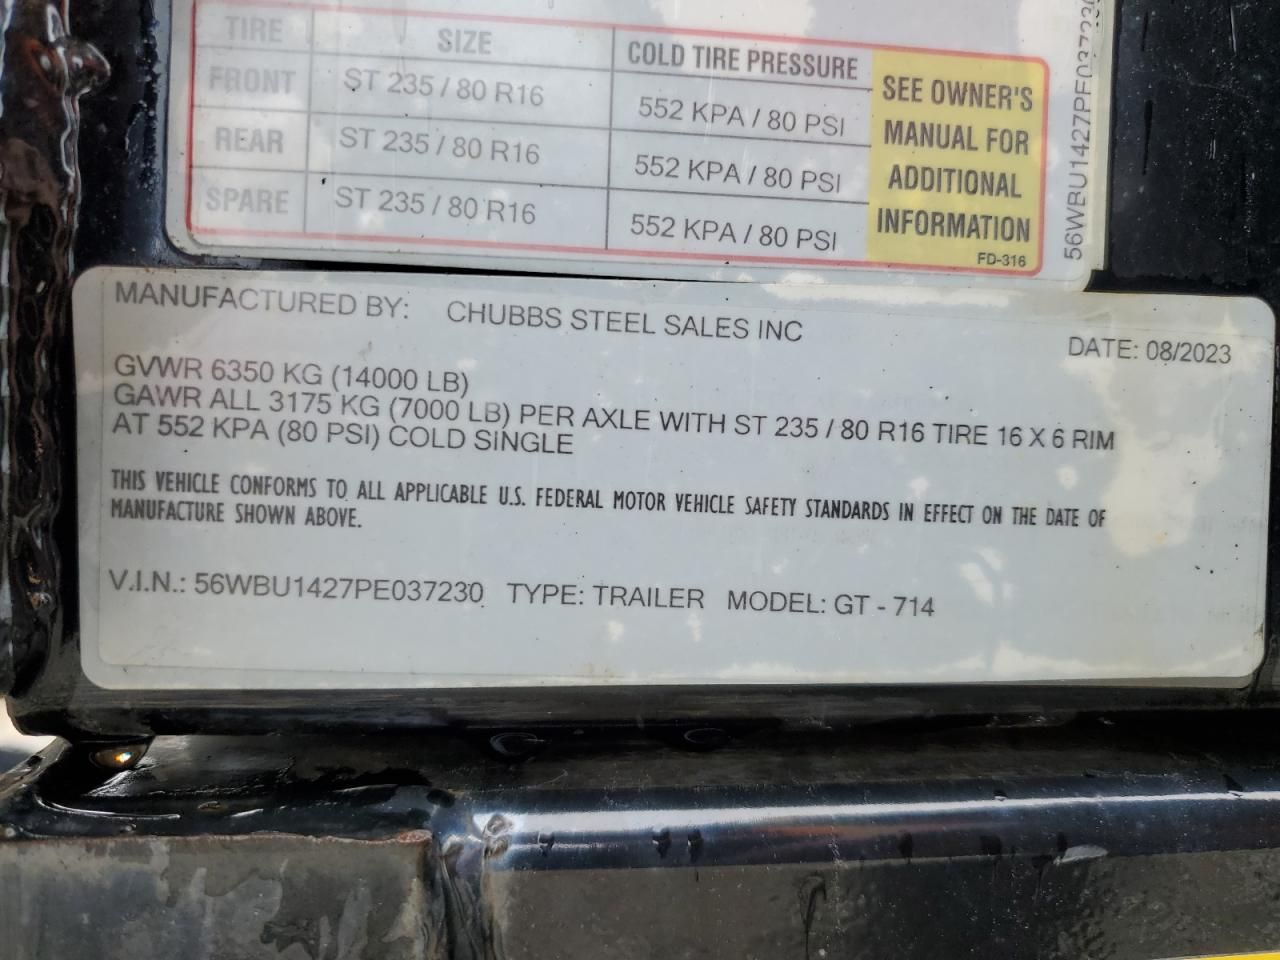 TIRE SIZE COLD TIRE PRESSURE
FRONT ST 235 / 80 R16 552 KPA / 80 PSI
REAR ST 235 / 80 R16 552 KPA / 80 PSI
SPARE ST 235 / 80 R16 552 KPA / 80 PSI
SEE OWNER'S
MANUAL FOR
ADDITIONAL
INFORMATION
FD-316
56WBU1427PE037230
MANUFACTURED BY: CHUBBS STEEL SALES INC
DATE: 08/2023
GVWR 6350 KG (14000 LB)
GAWR ALL 3175 KG (7000 LB) PER AXLE WITH ST 235 / 80 R16 TIRE 16 X 6 RIM
AT 552 KPA (80 PSI) COLD SINGLE
THIS VEHICLE CONFORMS TO ALL APPLICABLE U.S. FEDERAL MOTOR VEHICLE SAFETY STANDARDS IN EFFECT ON THE DATE OF
MANUFACTURE SHOWN ABOVE.
V.I.N.: 56WBU1427PE037230 TYPE: TRAILER MODEL: GT - 714